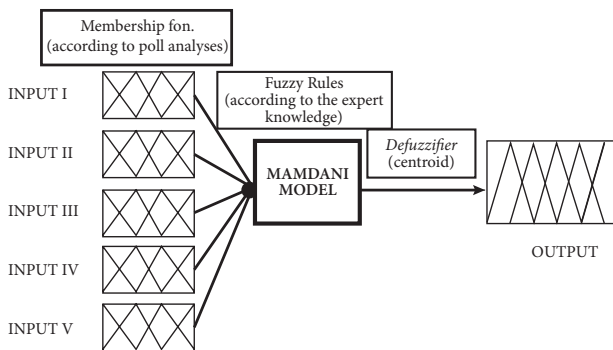 Membership fon.
(according to poll analyses)
INPUT I
Fuzzy Rules
(according to the expert
knowledge)
INPUT II
Defuzzifier
(centroid)
MAMDANI
MODEL
INPUT III
OUTPUT
INPUT IV
INPUT V